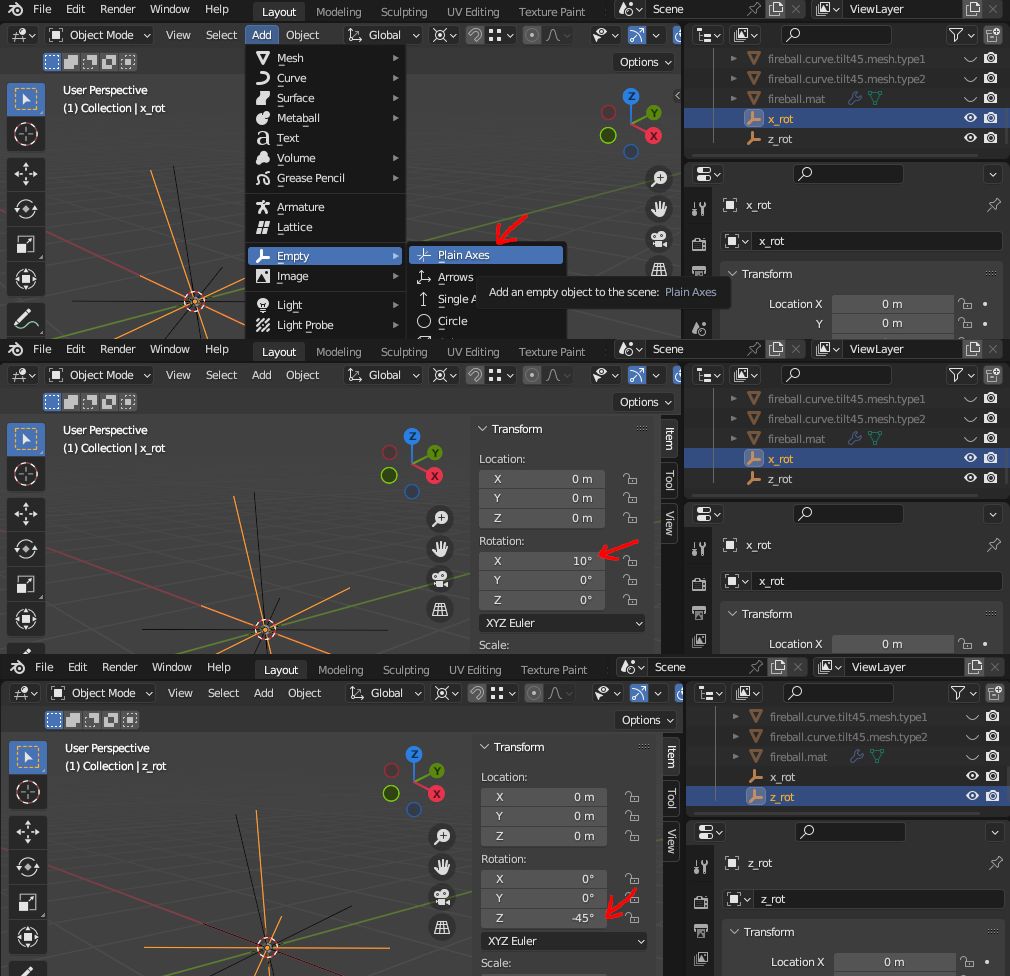 File Edit Render Window Help Layout Modeling Sculpting UV Editing Texture Paint Scene ViewLayer
Object Mode View Select Add Object Global
Options
User Perspective
(1) Collection | x_rot
Mesh
Curve
Surface
Metaball
Text
Volume
Grease Pencil
Armature
Lattice
Empty
Image
Light
Light Probe
Plain Axes
Arrows
Single A
Circle
Add an empty object to the scene: Plain Axes
Z
Y
X
fireball.curve.tilt45.mesh.type1
fireball.curve.tilt45.mesh.type2
fireball.mat
x_rot
z_rot
x_rot
x_rot
Transform
Location X 0 m
Y 0 m
File Edit Render Window Help Layout Modeling Sculpting UV Editing Texture Paint Scene ViewLayer
Object Mode View Select Add Object Global
Options
User Perspective
(1) Collection | x_rot
Z
Y
X
Transform
Location:
X 0 m
Y 0 m
Z 0 m
Rotation:
X 10°
Y 0°
Z 0°
XYZ Euler
Scale:
Item
Tool
View
fireball.curve.tilt45.mesh.type1
fireball.curve.tilt45.mesh.type2
fireball.mat
x_rot
z_rot
x_rot
x_rot
Transform
Location X 0 m
File Edit Render Window Help Layout Modeling Sculpting UV Editing Texture Paint Scene ViewLayer
Object Mode View Select Add Object Global
Options
User Perspective
(1) Collection | z_rot
Z
Y
X
Transform
Location:
X 0 m
Y 0 m
Z 0 m
Rotation:
X 0°
Y 0°
Z -45°
XYZ Euler
Scale:
Item
Tool
View
fireball.curve.tilt45.mesh.type1
fireball.curve.tilt45.mesh.type2
fireball.mat
x_rot
z_rot
z_rot
z_rot
Transform
Location X 0 m